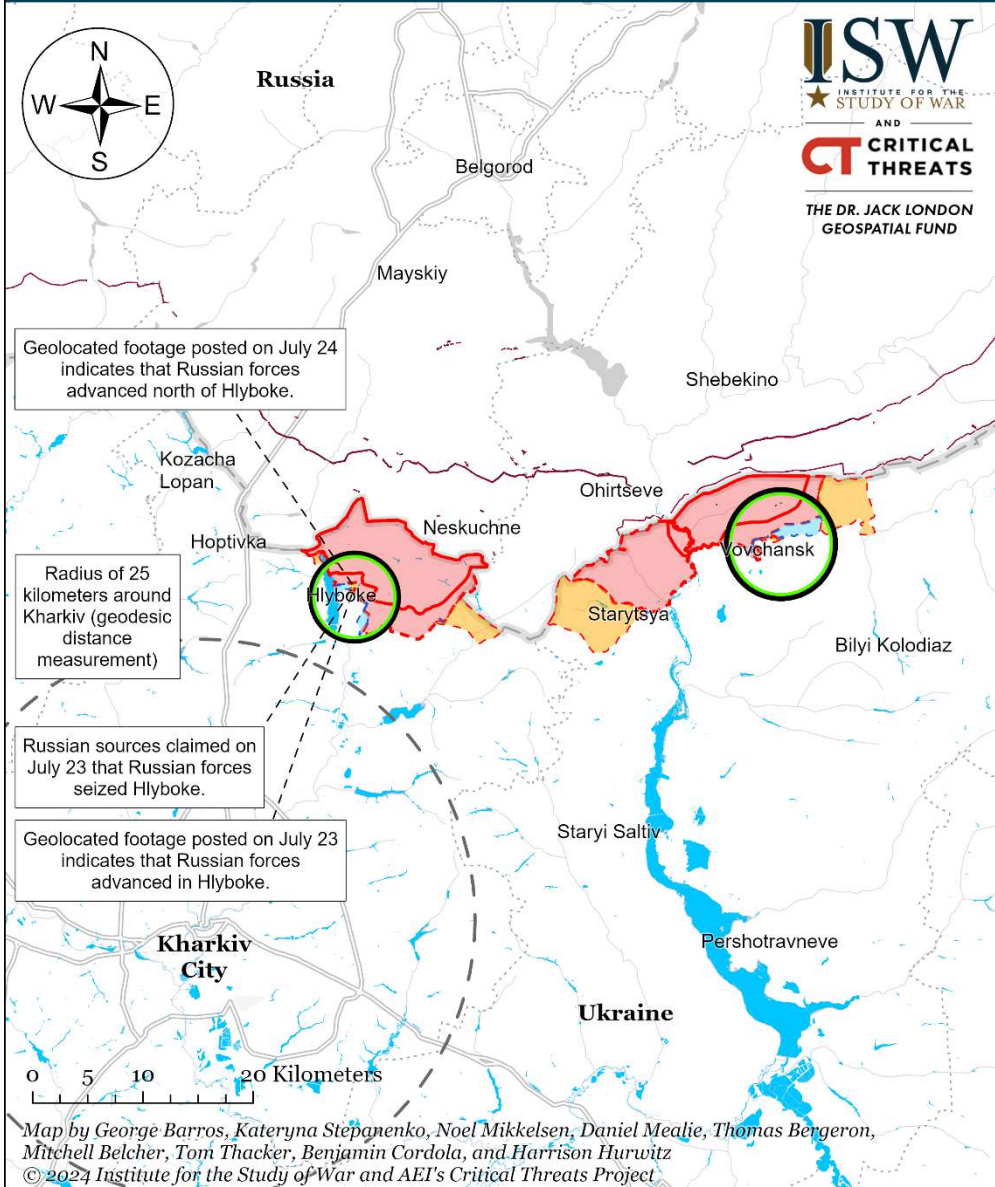 N
W E
S
Russia
ISW
INSTITUTE FOR THE
STUDY OF WAR
AND
CT CRITICAL
THREATS
THE DR. JACK LONDON
GEOSPATIAL FUND
Belgorod
Mayskiy
Geolocated footage posted on July 24
indicates that Russian forces
advanced north of Hlyboke.
Shebekino
Kozacha
Lopan
Ohirtseve
Neskuchne
Hoptivka
Vovchansk
Radius of 25
kilometers around
Kharkiv (geodesic
distance
measurement)
Hlyboke
Starytsya
Bilyi Kolodiaz
Russian sources claimed on
July 23 that Russian forces
seized Hlyboke.
Geolocated footage posted on July 23
indicates that Russian forces
advanced in Hlyboke.
Staryi Saltiv
Kharkiv
City
Pershotravneve
Ukraine
0 5 10 20 Kilometers
Map by George Barros, Kateryna Stepanenko, Noel Mikkelsen, Daniel Mealie, Thomas Bergeron,
Mitchell Belcher, Tom Thacker, Benjamin Cordola, and Harrison Hurwitz
© 2024 Institute for the Study of War and AEI's Critical Threats Project